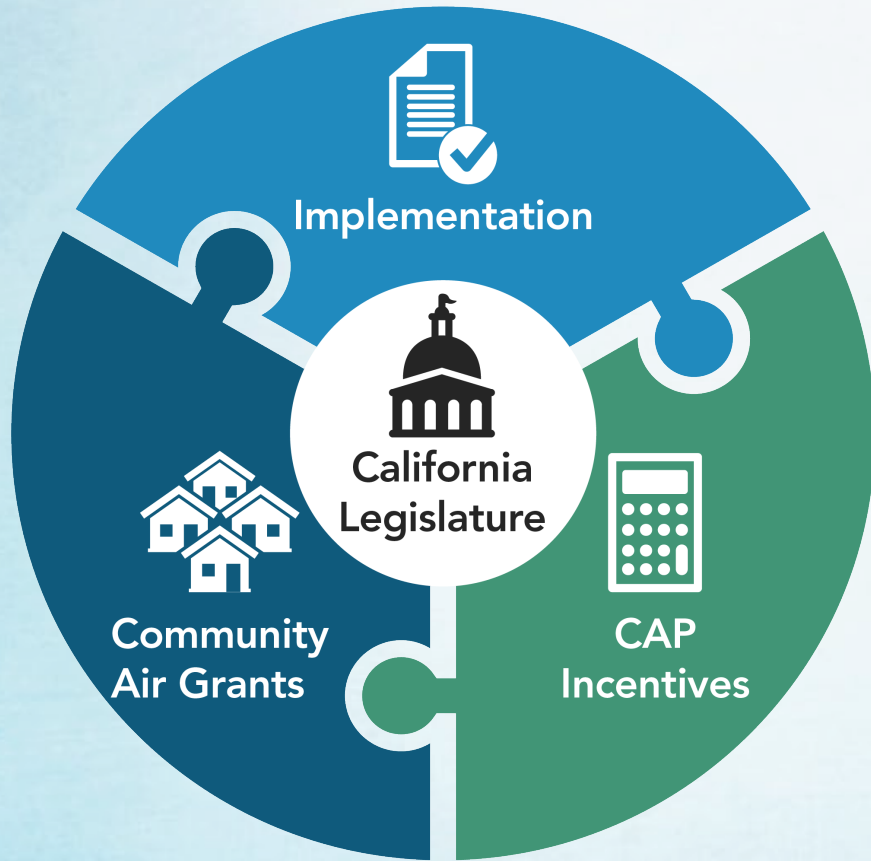 Implementation
California
Legislature
Community
Air Grants
CAP
Incentives